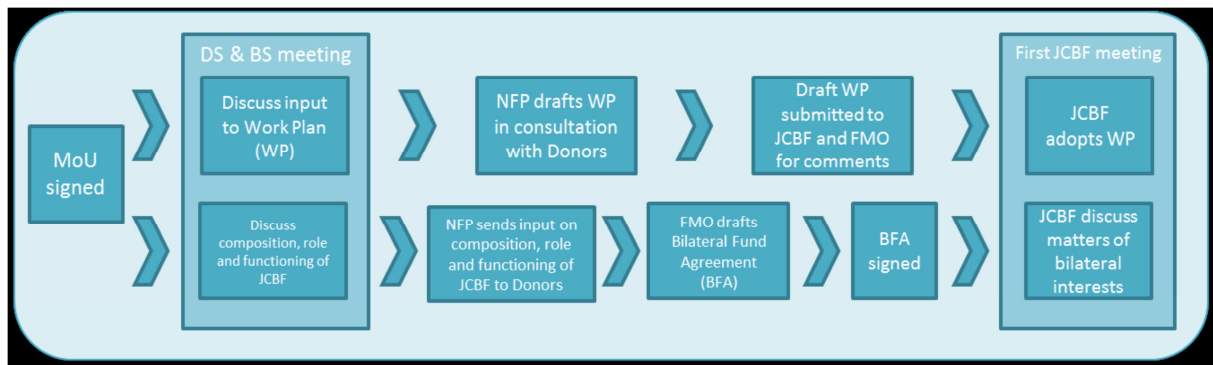 MoU
signed
DS & BS meeting
Discuss input
to Work Plan
(WP)
NFP drafts WP
in consultation
with Donors
Draft WP
submitted to
JCBF and FMO
for comments
First JCBF meeting
JCBF
adopts WP
Discuss
composition, role
and functioning of
JCBF
NFP sends input on
composition, role
and functioning of
JCBF to Donors
FMO drafts
Bilateral Fund
Agreement
(BFA)
BFA
signed
JCBF discuss
matters of
bilateral
interests